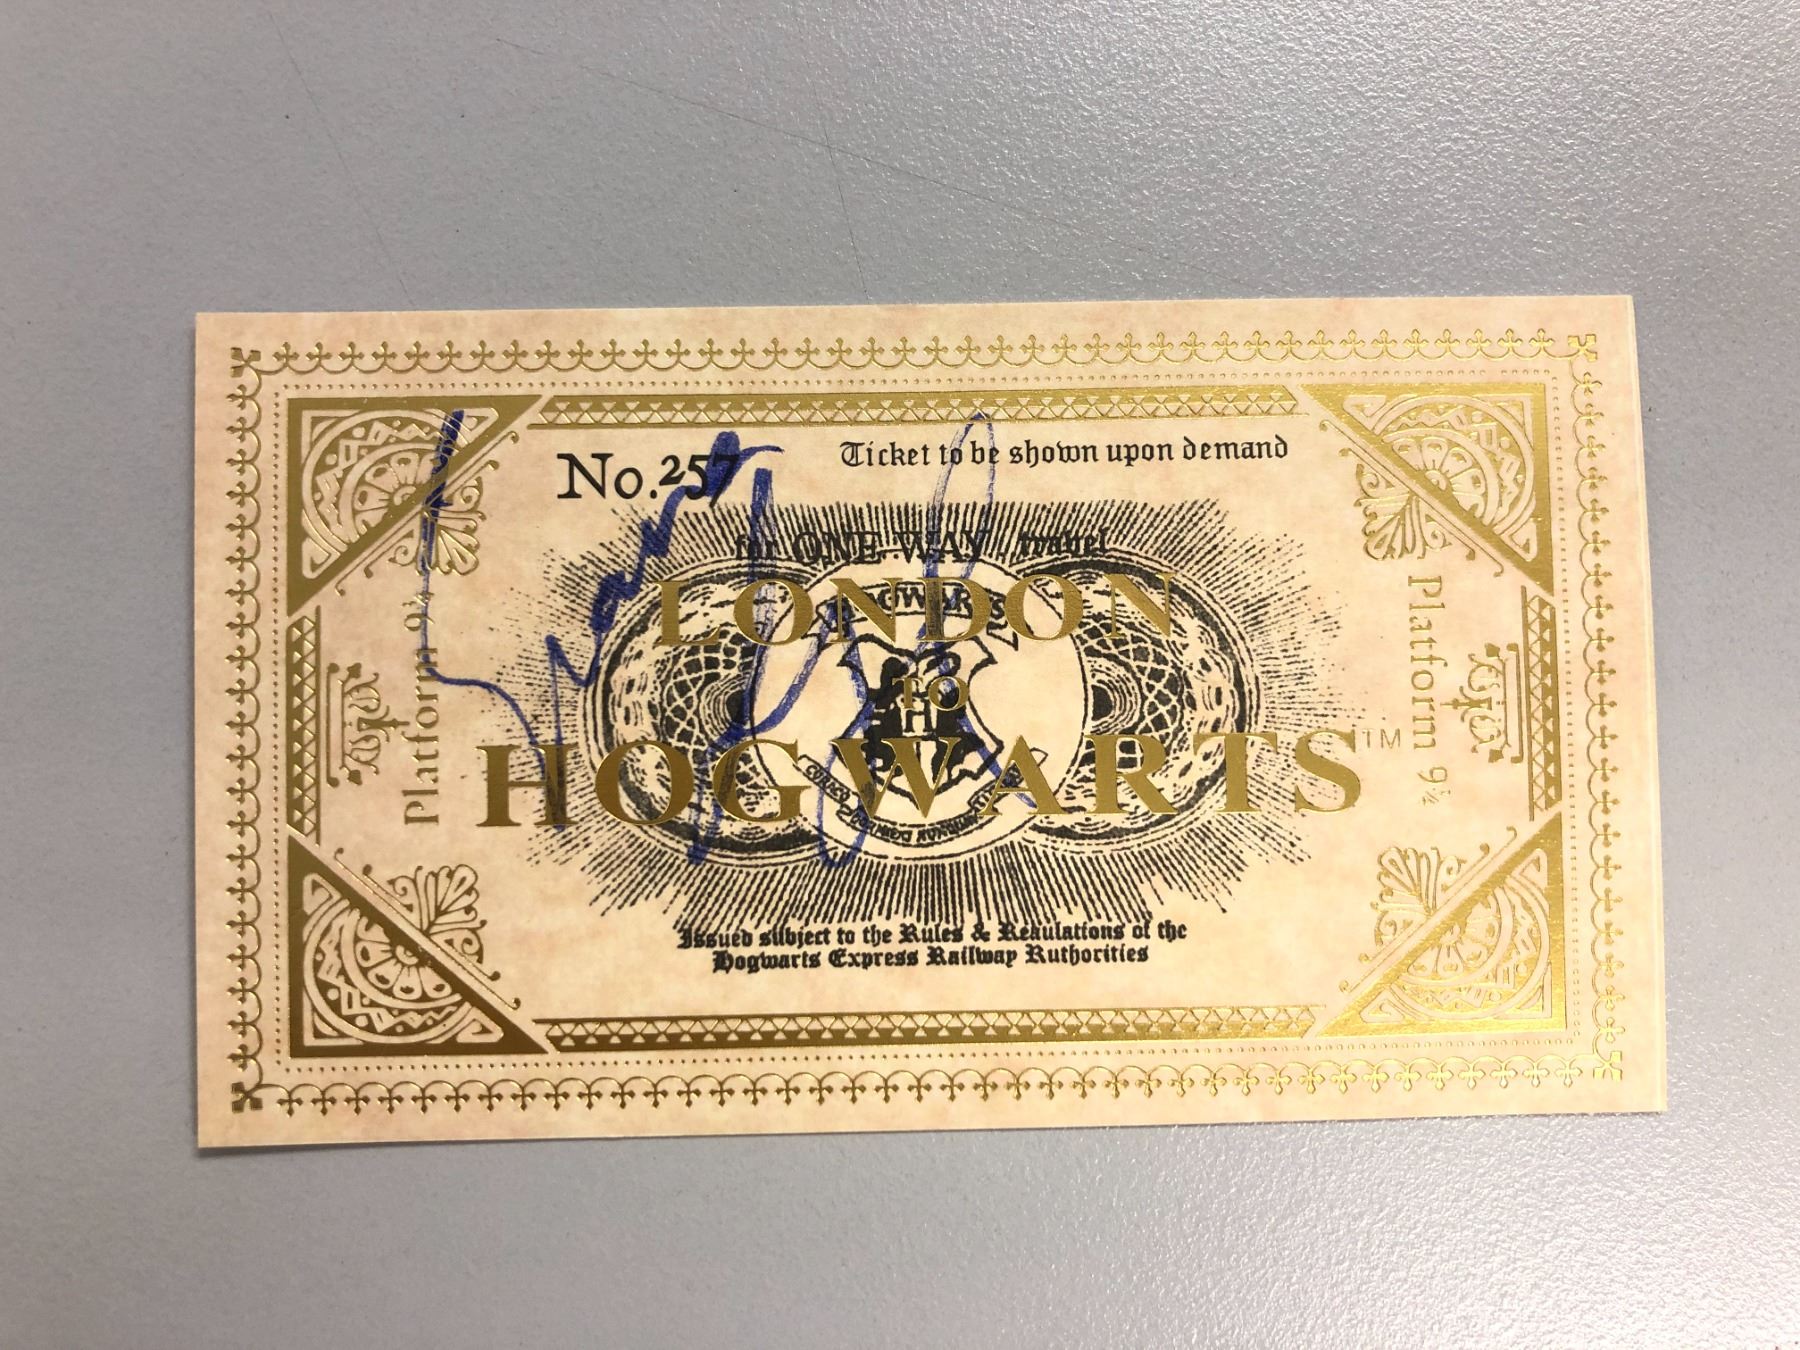 No.257
Ticket to be shown upon demand
for ONE WAY travel
LONDON
TO
HOGWARTS™
Platform 9¾
Platform 9¾
HOGWARTS
H
Issued subject to the Rules & Regulations of the
Hogwarts Express Railway Authorities